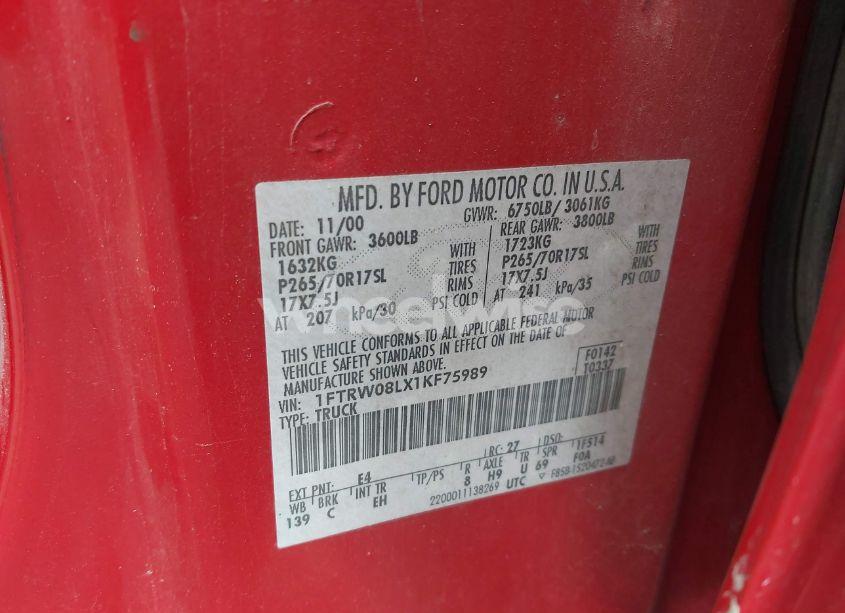 MFD. BY FORD MOTOR CO. IN U.S.A.
DATE: 11/00 GVWR: 6750LB/ 3061KG
FRONT GAWR: 3600LB REAR GAWR: 3800LB
1632KG WITH 1723KG WITH
P265/70R17SL TIRES P265/70R17SL TIRES
17X7.5J RIMS 17X7.5J RIMS
AT 207 kPa/30 PSI COLD AT 241 kPa/35 PSI COLD
wheelwise
THIS VEHICLE CONFORMS TO ALL APPLICABLE FEDERAL MOTOR
VEHICLE SAFETY STANDARDS IN EFFECT ON THE DATE OF
MANUFACTURE SHOWN ABOVE.
F0142
T0337
VIN: 1FTRW08LX1KF75989
TYPE: TRUCK
EXT PNT: E4 RC: 27 DSO:
WB BRK INT TR TP/PS R AXLE TR SPR 1F514
139 C EH 8 H9 U 69 F0A
2200011138269 UTC